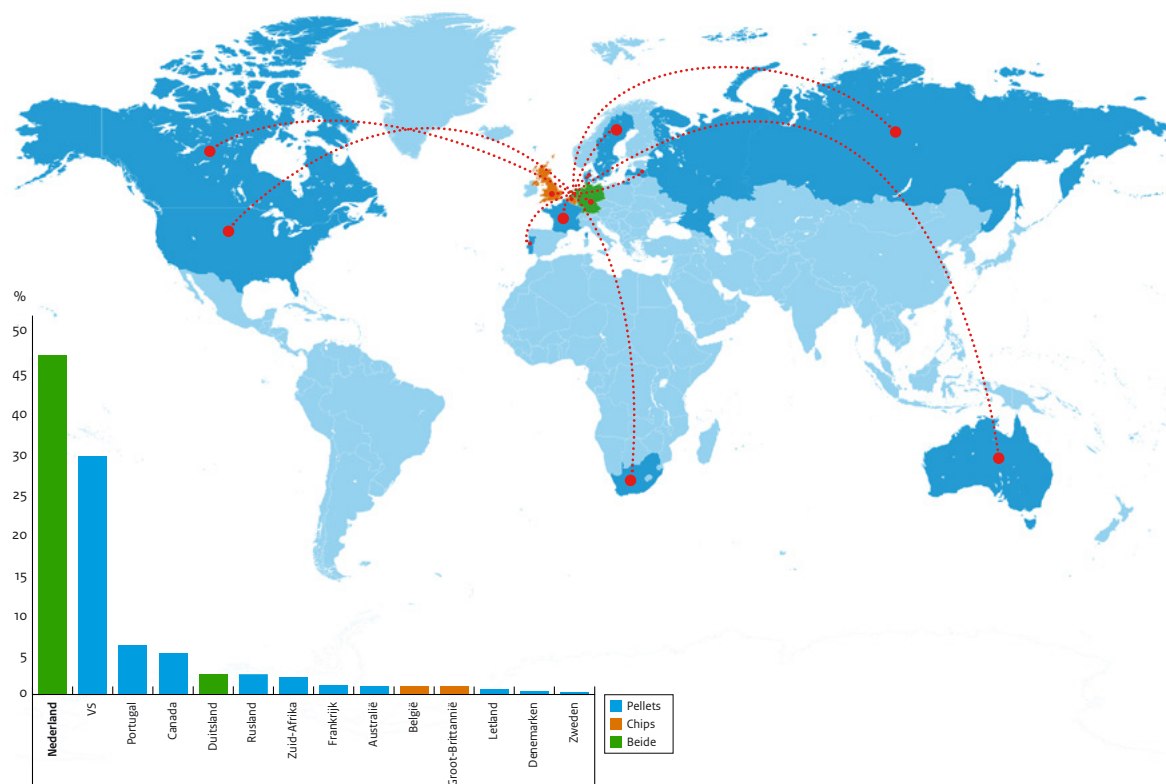 %
50
45
40
30
25
20
15
10
5
0
Nederland
VS
Portugal
Canada
Duitsland
Rusland
Zuid-Afrika
Frankrijk
Australië
België
Groot-Brittannië
Letland
Denemarken
Zweden
Pellets
Chips
Beide